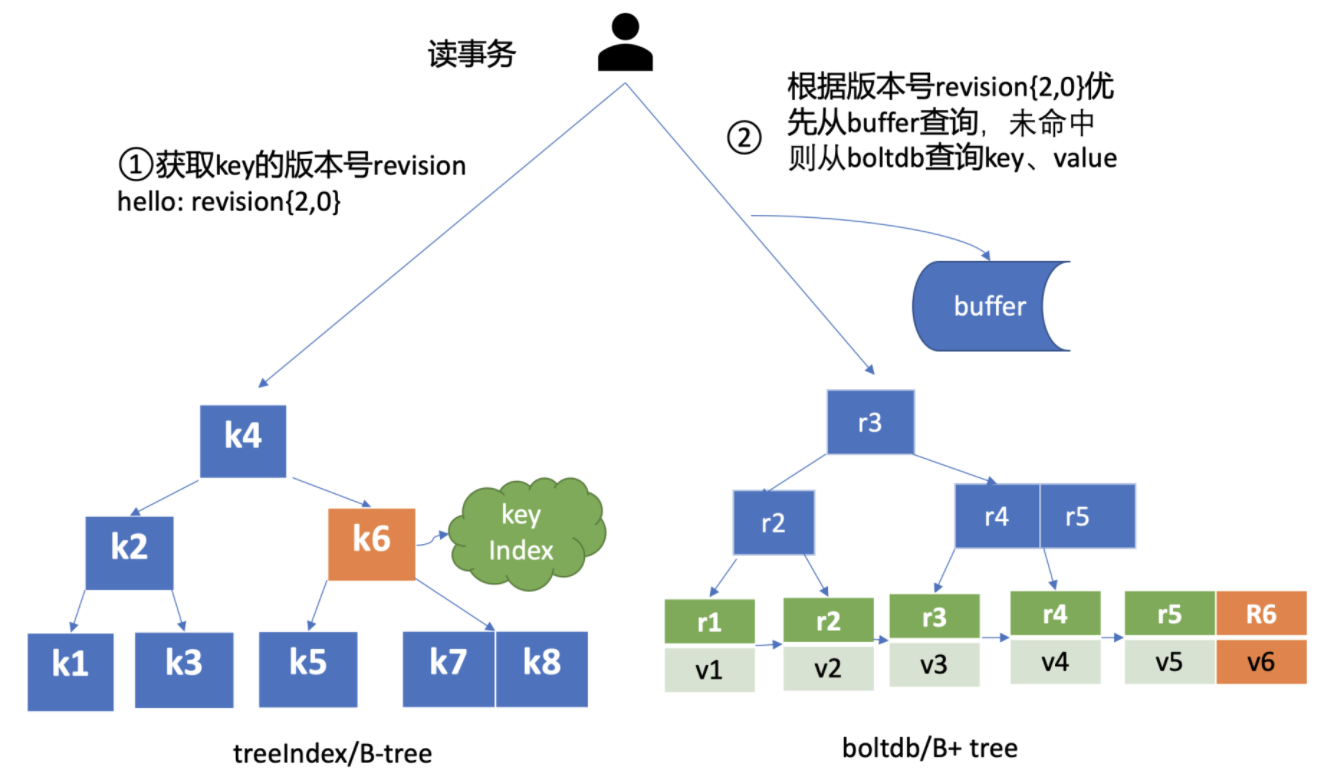 读事务
①获取key的版本号revision
hello: revision{2,0}
②
根据版本号revision{2,0}优
先从buffer查询，未命中
则从boltdb查询key、value
buffer
k4
k2
k6
key
Index
k1
k3
k5
k7
k8
treeIndex/B-tree
r3
r2
r4
r5
r1
r2
r3
r4
r5
R6
v1
v2
v3
v4
v5
v6
boltdb/B+ tree